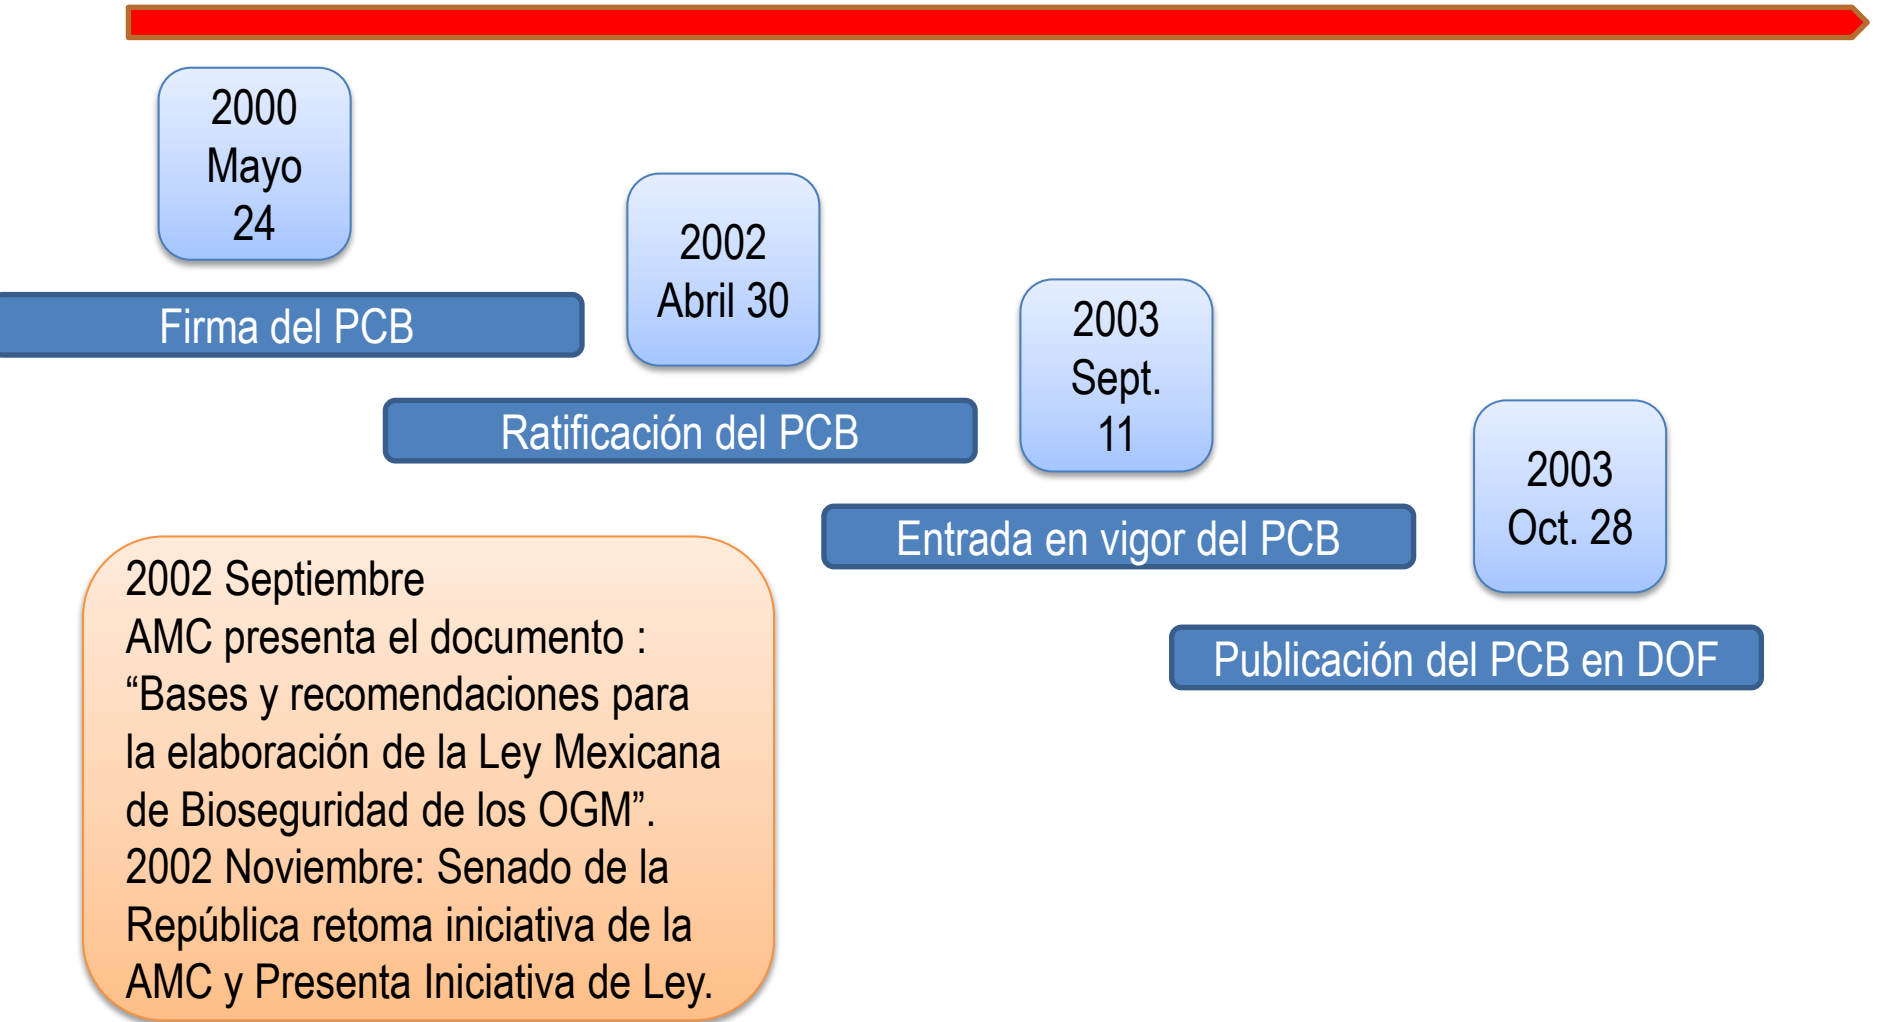 2000
Mayo
24
Firma del PCB
2002
Abril 30
Ratificación del PCB
2003
Sept.
11
Entrada en vigor del PCB
2003
Oct. 28
Publicación del PCB en DOF
2002 Septiembre
AMC presenta el documento :
“Bases y recomendaciones para
la elaboración de la Ley Mexicana
de Bioseguridad de los OGM”.
2002 Noviembre: Senado de la
República retoma iniciativa de la
AMC y Presenta Iniciativa de Ley.